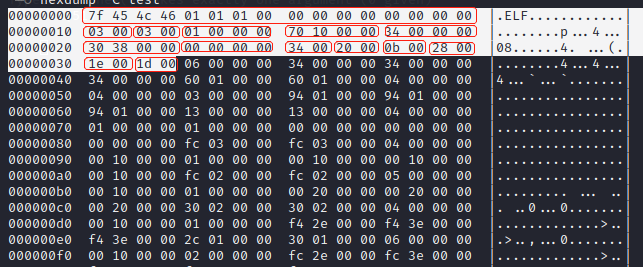 00000000  7f 45 4c 46 01 01 01 00  00 00 00 00 00 00 00 00  |.ELF............|
00000010  03 00 03 00 01 00 00 00  70 10 00 00 34 00 00 00  |........p...4...|
00000020  30 38 00 00 00 00 00 00  34 00 20 00 0b 00 28 00  |08......4. ...(.|
00000030  1e 00 1d 00 06 00 00 00  34 00 00 00 34 00 00 00  |........4...4...|
00000040  34 00 00 00 60 01 00 00  60 01 00 00 04 00 00 00  |4...`...`.......|
00000050  04 00 00 00 03 00 00 00  94 01 00 00 94 01 00 00  |................|
00000060  94 01 00 00 13 00 00 00  13 00 00 00 04 00 00 00  |................|
00000070  01 00 00 00 01 00 00 00  00 00 00 00 00 00 00 00  |................|
00000080  00 00 00 00 fc 03 00 00  fc 03 00 00 04 00 00 00  |................|
00000090  00 10 00 00 01 00 00 00  00 10 00 00 00 10 00 00  |................|
000000a0  00 10 00 00 fc 02 00 00  fc 02 00 00 05 00 00 00  |................|
000000b0  00 10 00 00 01 00 00 00  00 20 00 00 00 20 00 00  |......... ... ..|
000000c0  00 20 00 00 30 02 00 00  30 02 00 00 04 00 00 00  |. ..0...0.......|
000000d0  00 10 00 00 01 00 00 00  f4 2e 00 00 f4 3e 00 00  |.............>..|
000000e0  f4 3e 00 00 2c 01 00 00  30 01 00 00 06 00 00 00  |.>..,...0.......|
000000f0  00 10 00 00 02 00 00 00  fc 2e 00 00 fc 3e 00 00  |.............>..|